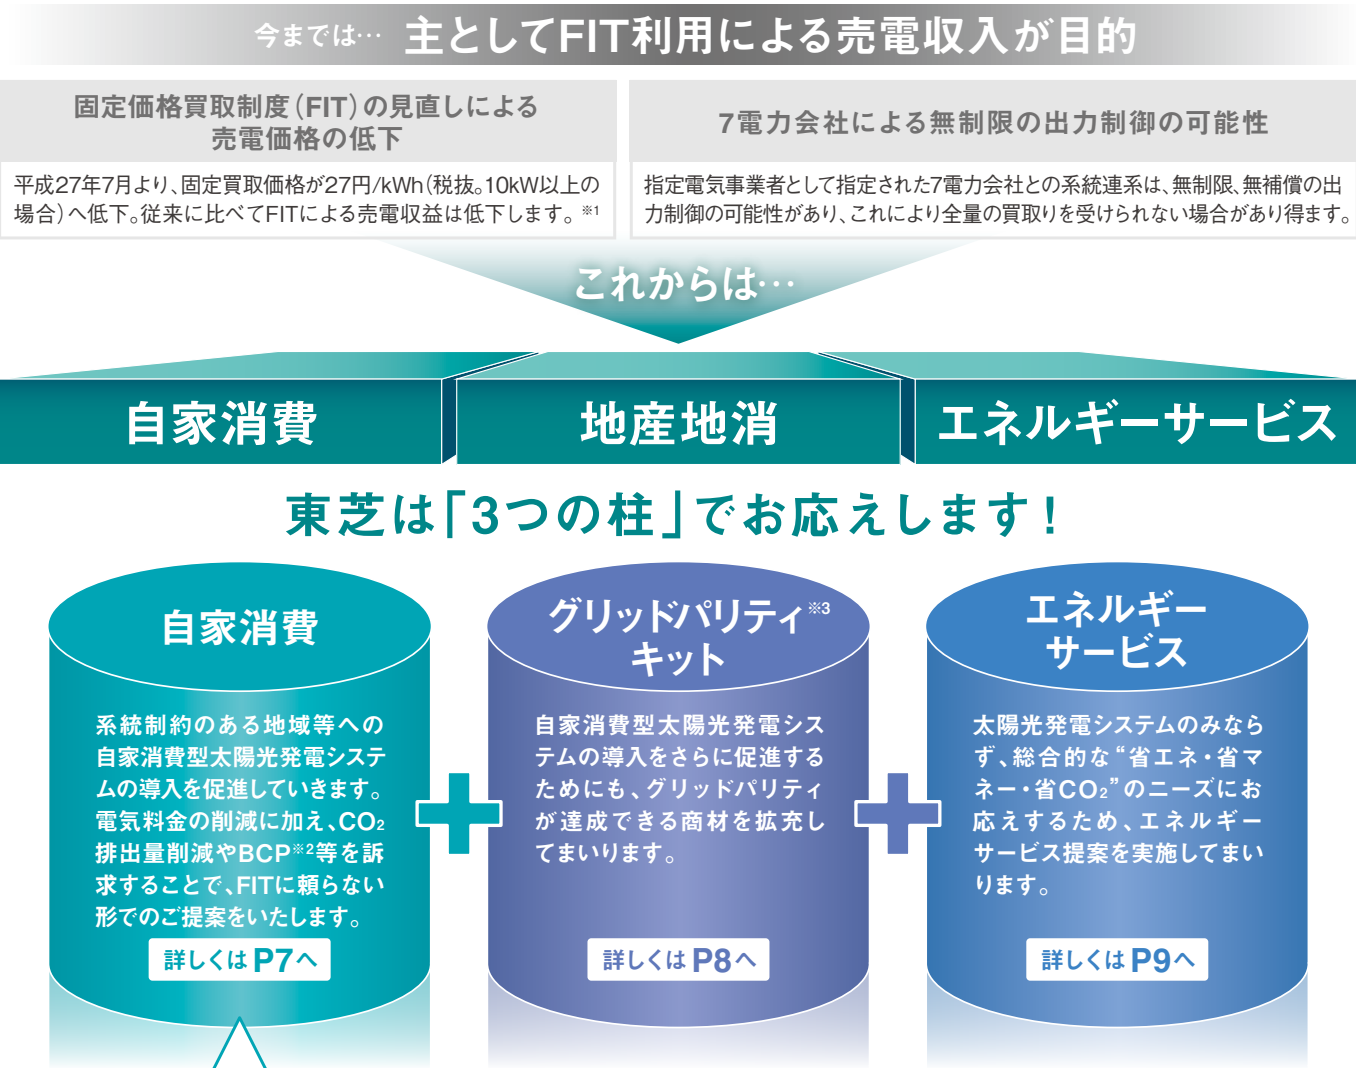 今までは… 主としてFIT利用による売電収入が目的
固定価格買取制度（FIT）の見直しによる
売電価格の低下
平成27年7月より、固定買取価格が27円/kWh（税抜。10kW以上の
場合）へ低下。従来に比べてFITによる売電収益は低下します。※1
7電力会社による無制限の出力制御の可能性
指定電気事業者として指定された7電力会社との系統連系は、無制限、無補償の出
力制御の可能性があり、これにより全量の買取りを受けられない場合があり得ます。
これからは…
自家消費
地産地消
エネルギーサービス
東芝は「3つの柱」でお応えします！
自家消費
系統制約のある地域等への
自家消費型太陽光発電システ
ムの導入を促進していきます。
電気料金の削減に加え、CO₂
排出量削減やBCP※2等を訴
求することで、FITに頼らない
形でのご提案をいたします。
詳しくは P7へ
グリッドパリティ※3
キット
自家消費型太陽光発電シス
テムの導入をさらに促進する
ためにも、グリッドパリティ
が達成できる商材を拡充し
てまいります。
詳しくは P8へ
エネルギー
サービス
太陽光発電システムのみなら
ず、総合的な“省エネ・省マ
ネー・省CO₂”のニーズにお
応えするため、エネルギー
サービス提案を実施してまい
ります。
詳しくは P9へ